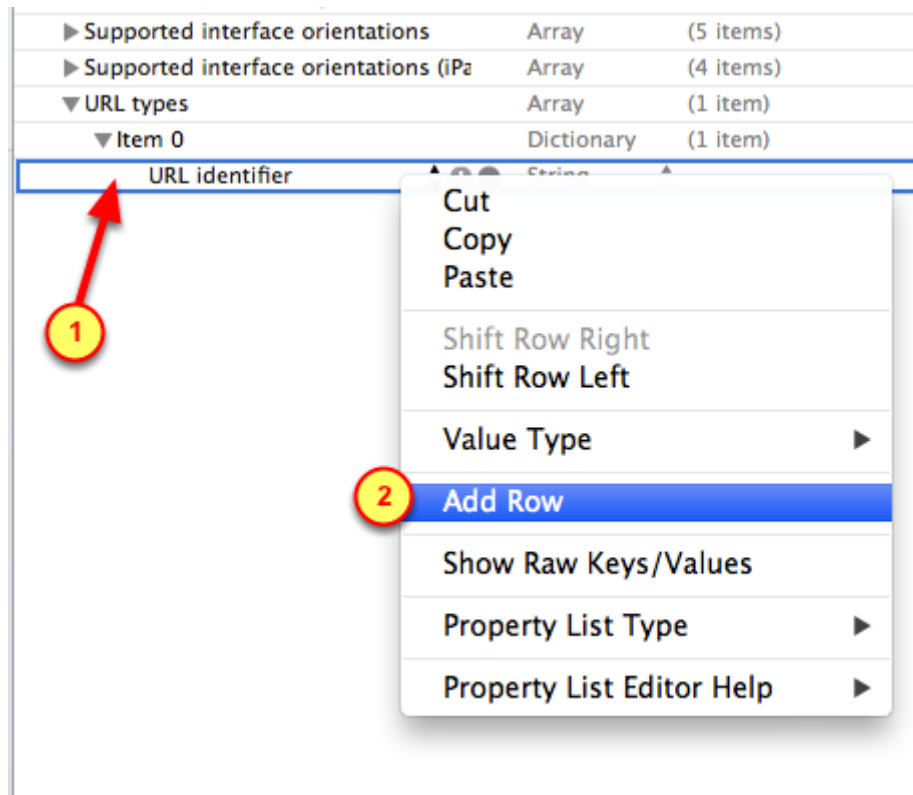 Supported interface orientations Array (5 items)
Supported interface orientations (iPa Array (4 items)
URL types Array (1 item)
Item 0 Dictionary (1 item)
URL identifier String
Cut
Copy
Paste
1
Shift Row Right
Shift Row Left
Value Type
2 Add Row
Show Raw Keys/Values
Property List Type
Property List Editor Help